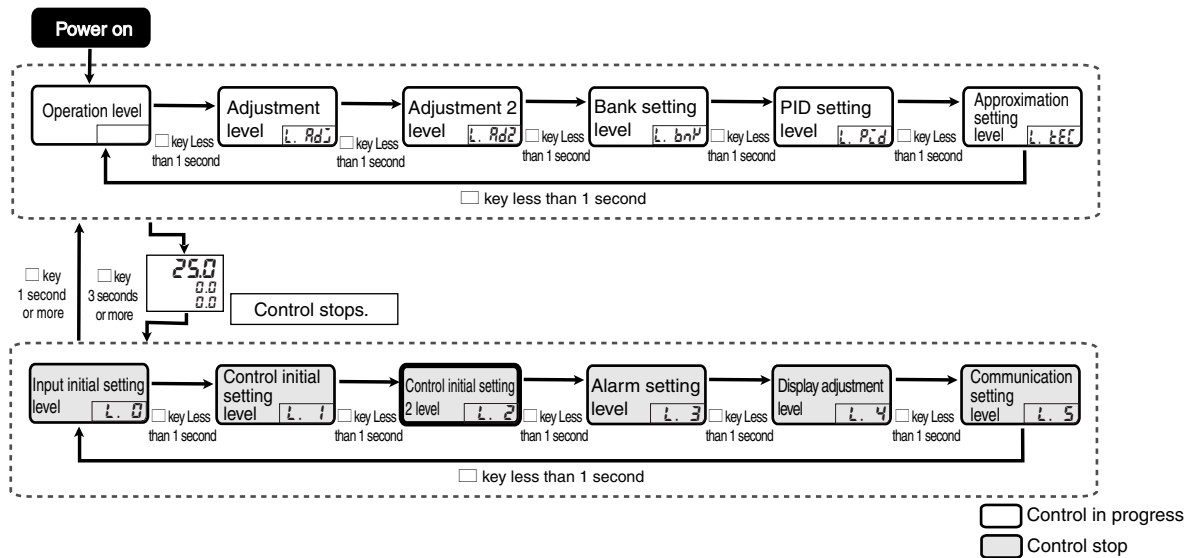 Power on
Operation level
Adjustment
level
L. AdJ
Adjustment 2
level
L. Ad2
Bank setting
level
L. bnK
PID setting
level
L. PId
Approximation
setting
level
L. tEC
key Less
than 1 second
key Less
than 1 second
key Less
than 1 second
key Less
than 1 second
key Less
than 1 second
key less than 1 second
key
1 second
or more
key
3 seconds
or more
25.0
0.0
0.0
Control stops.
Input initial setting
level
L. 0
Control initial
setting
level
L. 1
Control initial setting
2 level
L. 2
Alarm setting
level
L. 3
Display adjustment
level
L. 4
Communication
setting
level
L. 5
key Less
than 1 second
key Less
than 1 second
key Less
than 1 second
key Less
than 1 second
key Less
than 1 second
key less than 1 second
Control in progress
Control stop